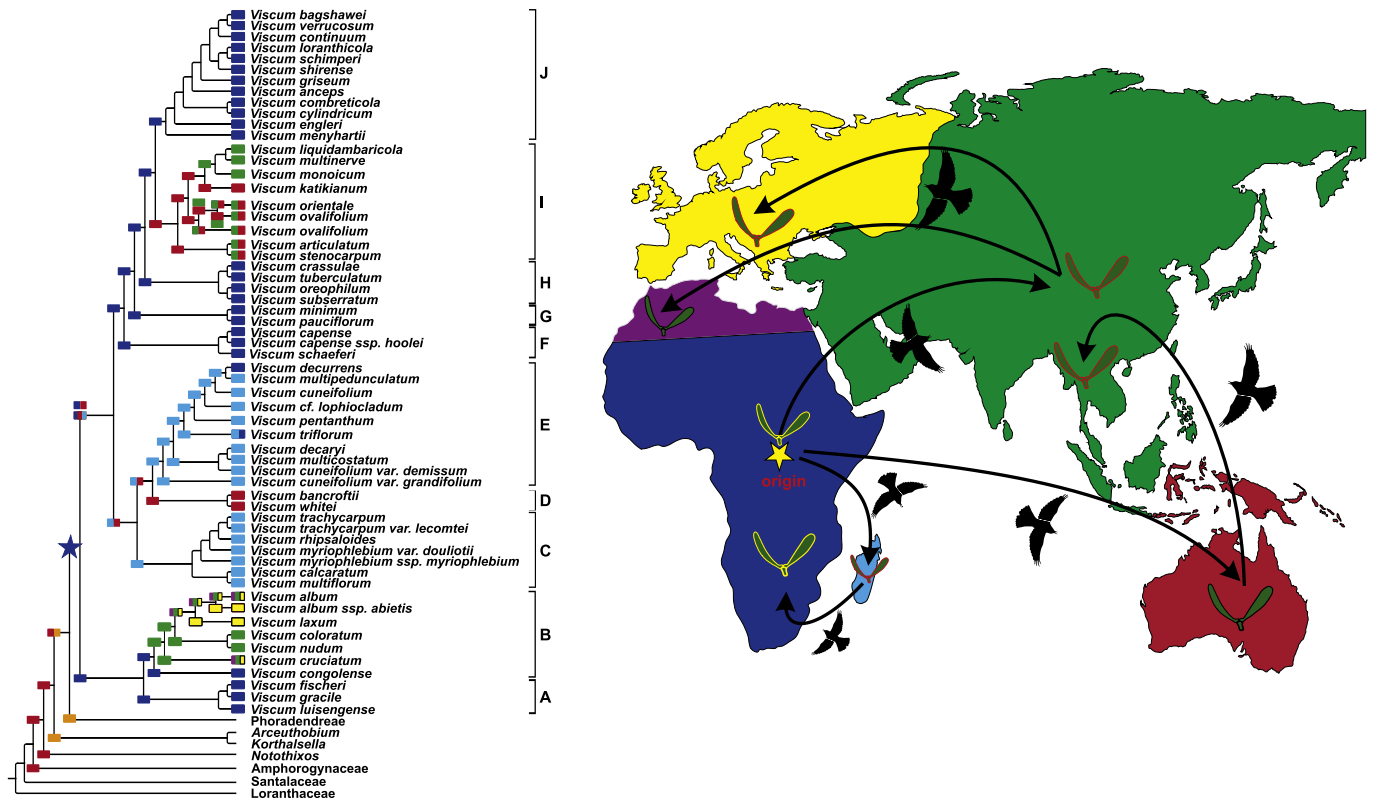 Viscum bagshawei
Viscum verrucosum
Viscum continuum
Viscum loranthicola
Viscum schimperi
Viscum shirense
Viscum griseum
Viscum anceps
Viscum combreticola
Viscum cylindricum
Viscum engleri
Viscum menyhartii
J
Viscum liquidambaricola
Viscum multinerve
Viscum monoicum
Viscum katikianum
Viscum orientale
Viscum ovalifolium
Viscum ovalifolium
Viscum articulatum
Viscum stenocarpum
I
Viscum crassulae
Viscum tuberculatum
Viscum oreophilum
Viscum subserratum
H
Viscum minimum
Viscum pauciflorum
G
Viscum capense
Viscum capense ssp. hoolei
Viscum schaeferi
F
Viscum decurrens
Viscum multipedunculatum
Viscum cuneifolium
Viscum cf. lophiocladum
Viscum pentanthum
Viscum triflorum
Viscum decaryi
Viscum multicostatum
Viscum cuneifolium var. demissum
Viscum cuneifolium var. grandifolium
E
Viscum bancroftii
Viscum whitei
D
Viscum trachycarpum
Viscum trachycarpum var. lecomtei
Viscum rhipsaloides
Viscum myriophlebium var. douliotii
Viscum myriophlebium ssp. myriophlebium
Viscum calcaratum
Viscum multiflorum
C
Viscum album
Viscum album ssp. abietis
Viscum laxum
Viscum coloratum
Viscum nudum
Viscum cruciatum
Viscum congolense
B
Viscum fischeri
Viscum gracile
Viscum luisengense
A
Phoradendreae
Arceuthobium
Korthalsella
Notothixos
Amphorogynaceae
Santalaceae
Loranthaceae
origin